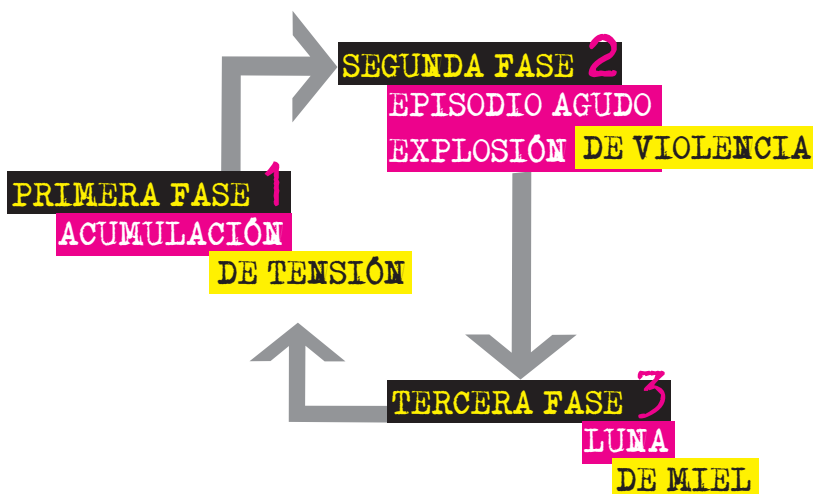 PRIMERA FASE 1
ACUMULACIÓN
DE TENSIÓN
SEGUNDA FASE 2
EPISODIO AGUDO
EXPLOSIÓN DE VIOLENCIA
TERCERA FASE 3
LUNA
DE MIEL